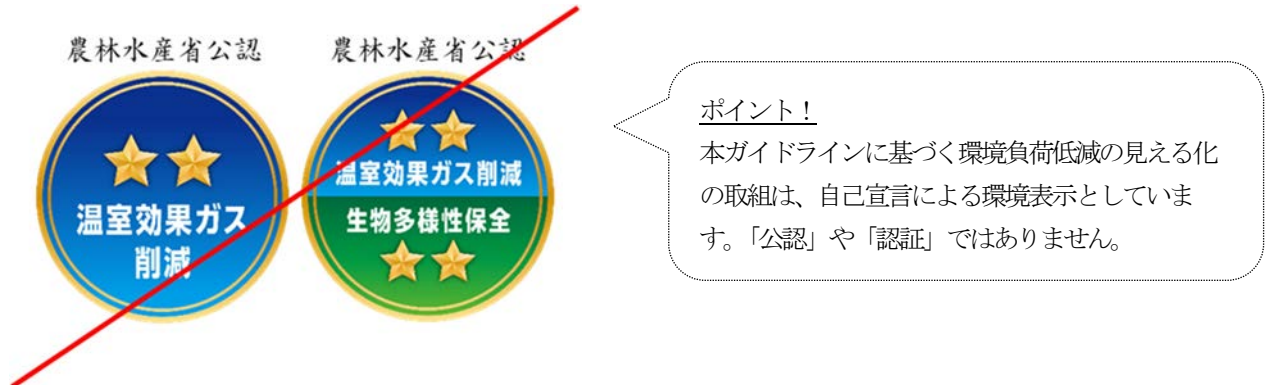 農林水産省公認
温室効果ガス
削減
農林水産省公認
温室効果ガス削減
生物多様性保全
ポイント！
本ガイドラインに基づく環境負荷低減の見える化
の取組は、自己宣言による環境表示としていま
す。「公認」や「認証」ではありません。